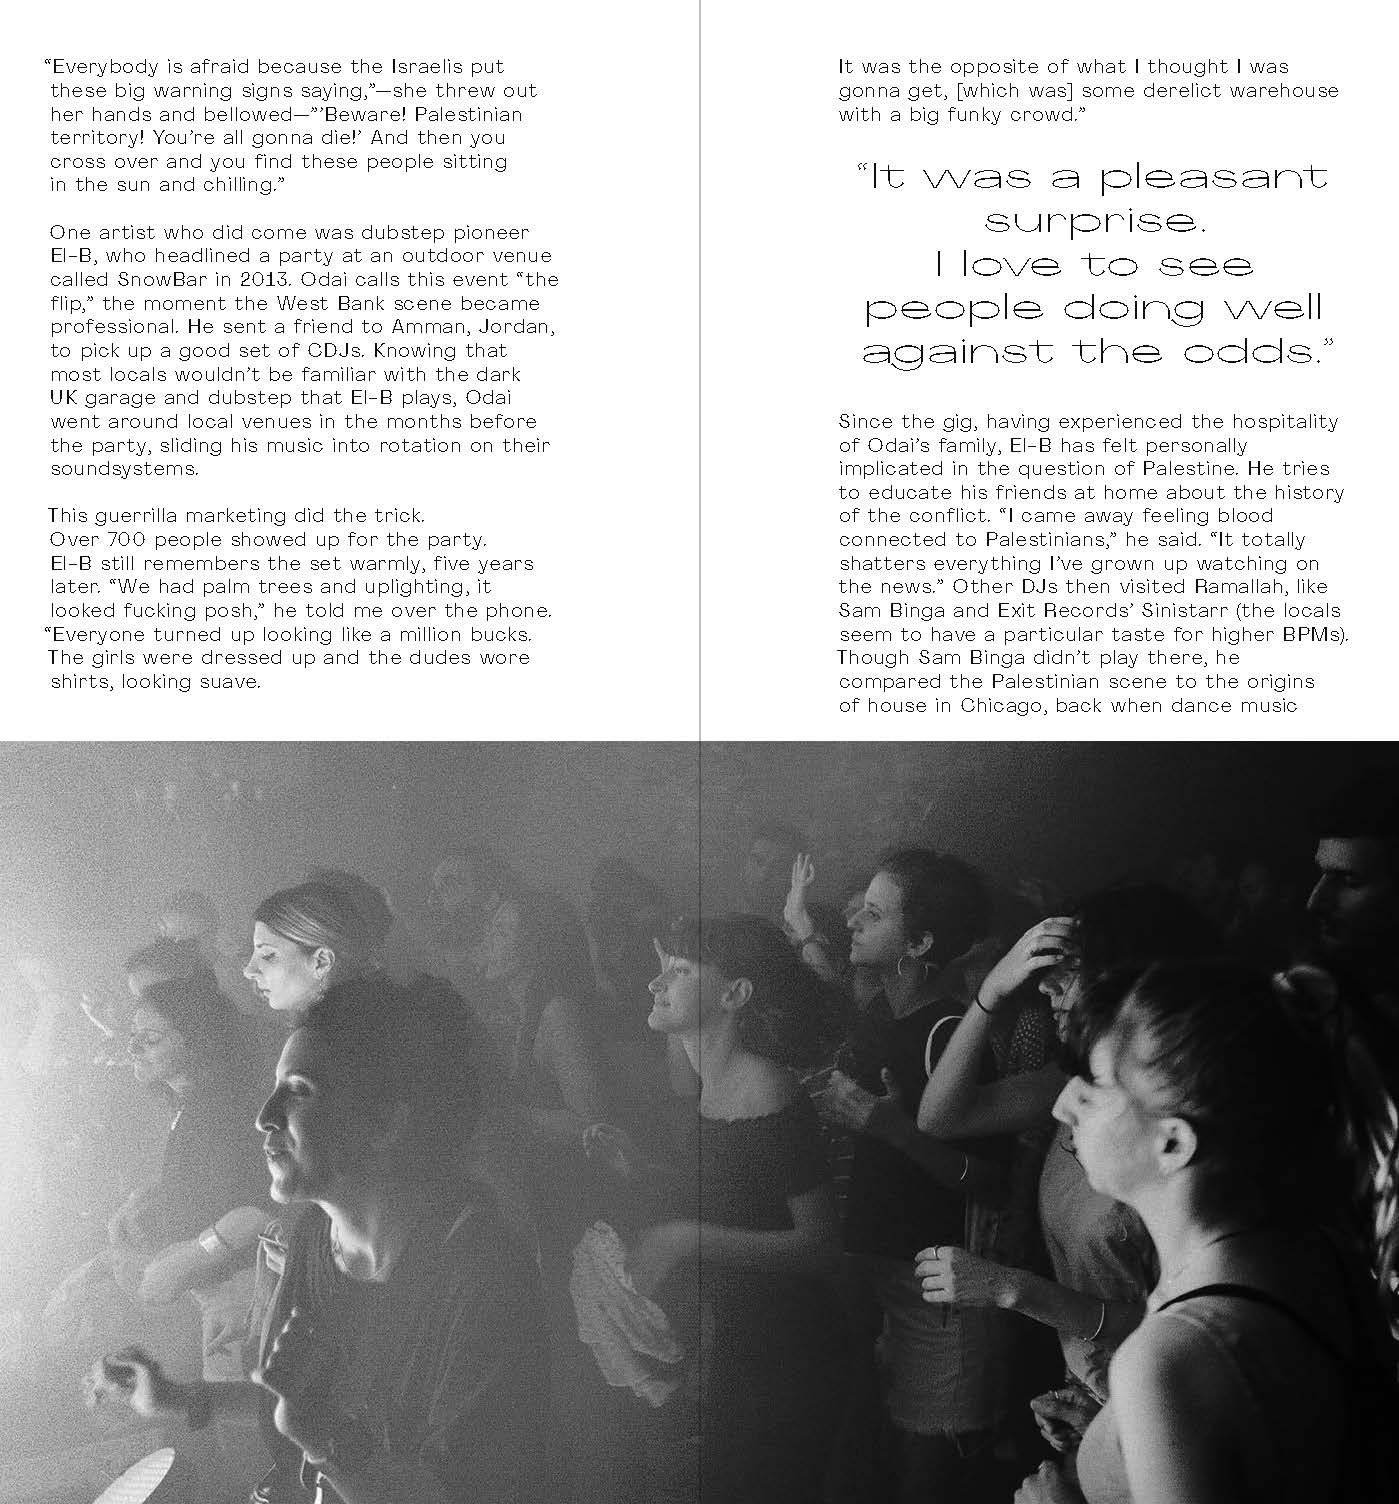 “Everybody is afraid because the Israelis put
these big warning signs saying,”—she threw out
her hands and bellowed—”’Beware! Palestinian
territory! You’re all gonna die!’ And then you
cross over and you find these people sitting
in the sun and chilling.”
One artist who did come was dubstep pioneer
El-B, who headlined a party at an outdoor venue
called SnowBar in 2013. Odai calls this event “the
flip,” the moment the West Bank scene became
professional. He sent a friend to Amman, Jordan,
to pick up a good set of CDJs. Knowing that
most locals wouldn’t be familiar with the dark
UK garage and dubstep that El-B plays, Odai
went around local venues in the months before
the party, sliding his music into rotation on their
soundsystems.
This guerrilla marketing did the trick.
Over 700 people showed up for the party.
El-B still remembers the set warmly, five years
later. “We had palm trees and uplighting, it
looked fucking posh,” he told me over the phone.
“Everyone turned up looking like a million bucks.
The girls were dressed up and the dudes wore
shirts, looking suave.
It was the opposite of what I thought I was
gonna get, [which was] some derelict warehouse
with a big funky crowd.”
“It was a pleasant
surprise.
I love to see
people doing well
against the odds.”
Since the gig, having experienced the hospitality
of Odai’s family, El-B has felt personally
implicated in the question of Palestine. He tries
to educate his friends at home about the history
of the conflict. “I came away feeling blood
connected to Palestinians,” he said. “It totally
shatters everything I’ve grown up watching on
the news.” Other DJs then visited Ramallah, like
Sam Binga and Exit Records’ Sinistarr (the locals
seem to have a particular taste for higher BPMs).
Though Sam Binga didn’t play there, he
compared the Palestinian scene to the origins
of house in Chicago, back when dance music